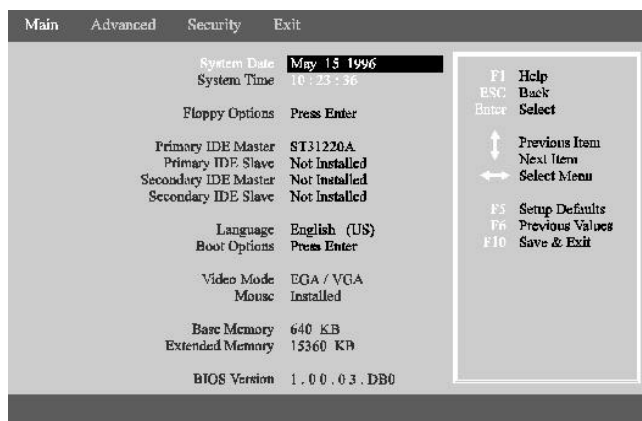 Main Advanced Security Exit
System Date May 15 1996
System Time 10:23:36
Floppy Options Press Enter
Primary IDE Master ST31220A
Primary IDE Slave Not Installed
Secondary IDE Master Not Installed
Secondary IDE Slave Not Installed
Language English (US)
Boot Options Press Enter
Video Mode EGA / VGA
Mouse Installed
Base Memory 640 KB
Extended Memory 15360 KB
BIOS Version 1.00.03.DB0
F1 Help
ESC Back
Enter Select
Previous Item
Next Item
Select Menu
F5 Setup Defaults
F6 Previous Values
F10 Save & Exit